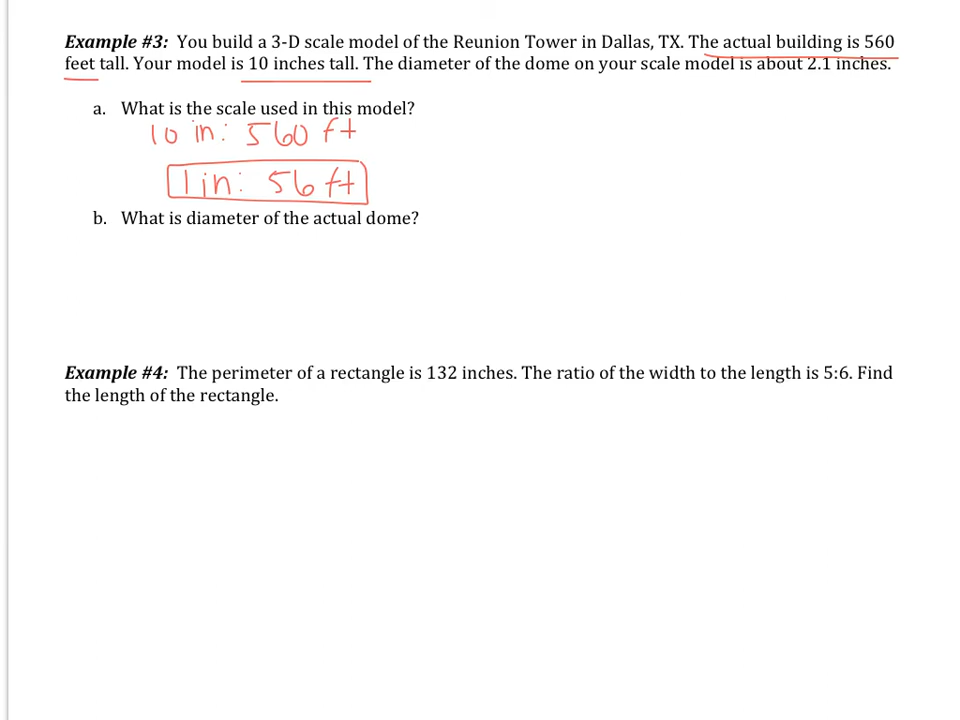 Example #3: You build a 3-D scale model of the Reunion Tower in Dallas, TX. The actual building is 560
feet tall. Your model is 10 inches tall. The diameter of the dome on your scale model is about 2.1 inches.
a. What is the scale used in this model?
10 in: 560 ft
1 in: 56 ft
b. What is diameter of the actual dome?
Example #4: The perimeter of a rectangle is 132 inches. The ratio of the width to the length is 5:6. Find
the length of the rectangle.